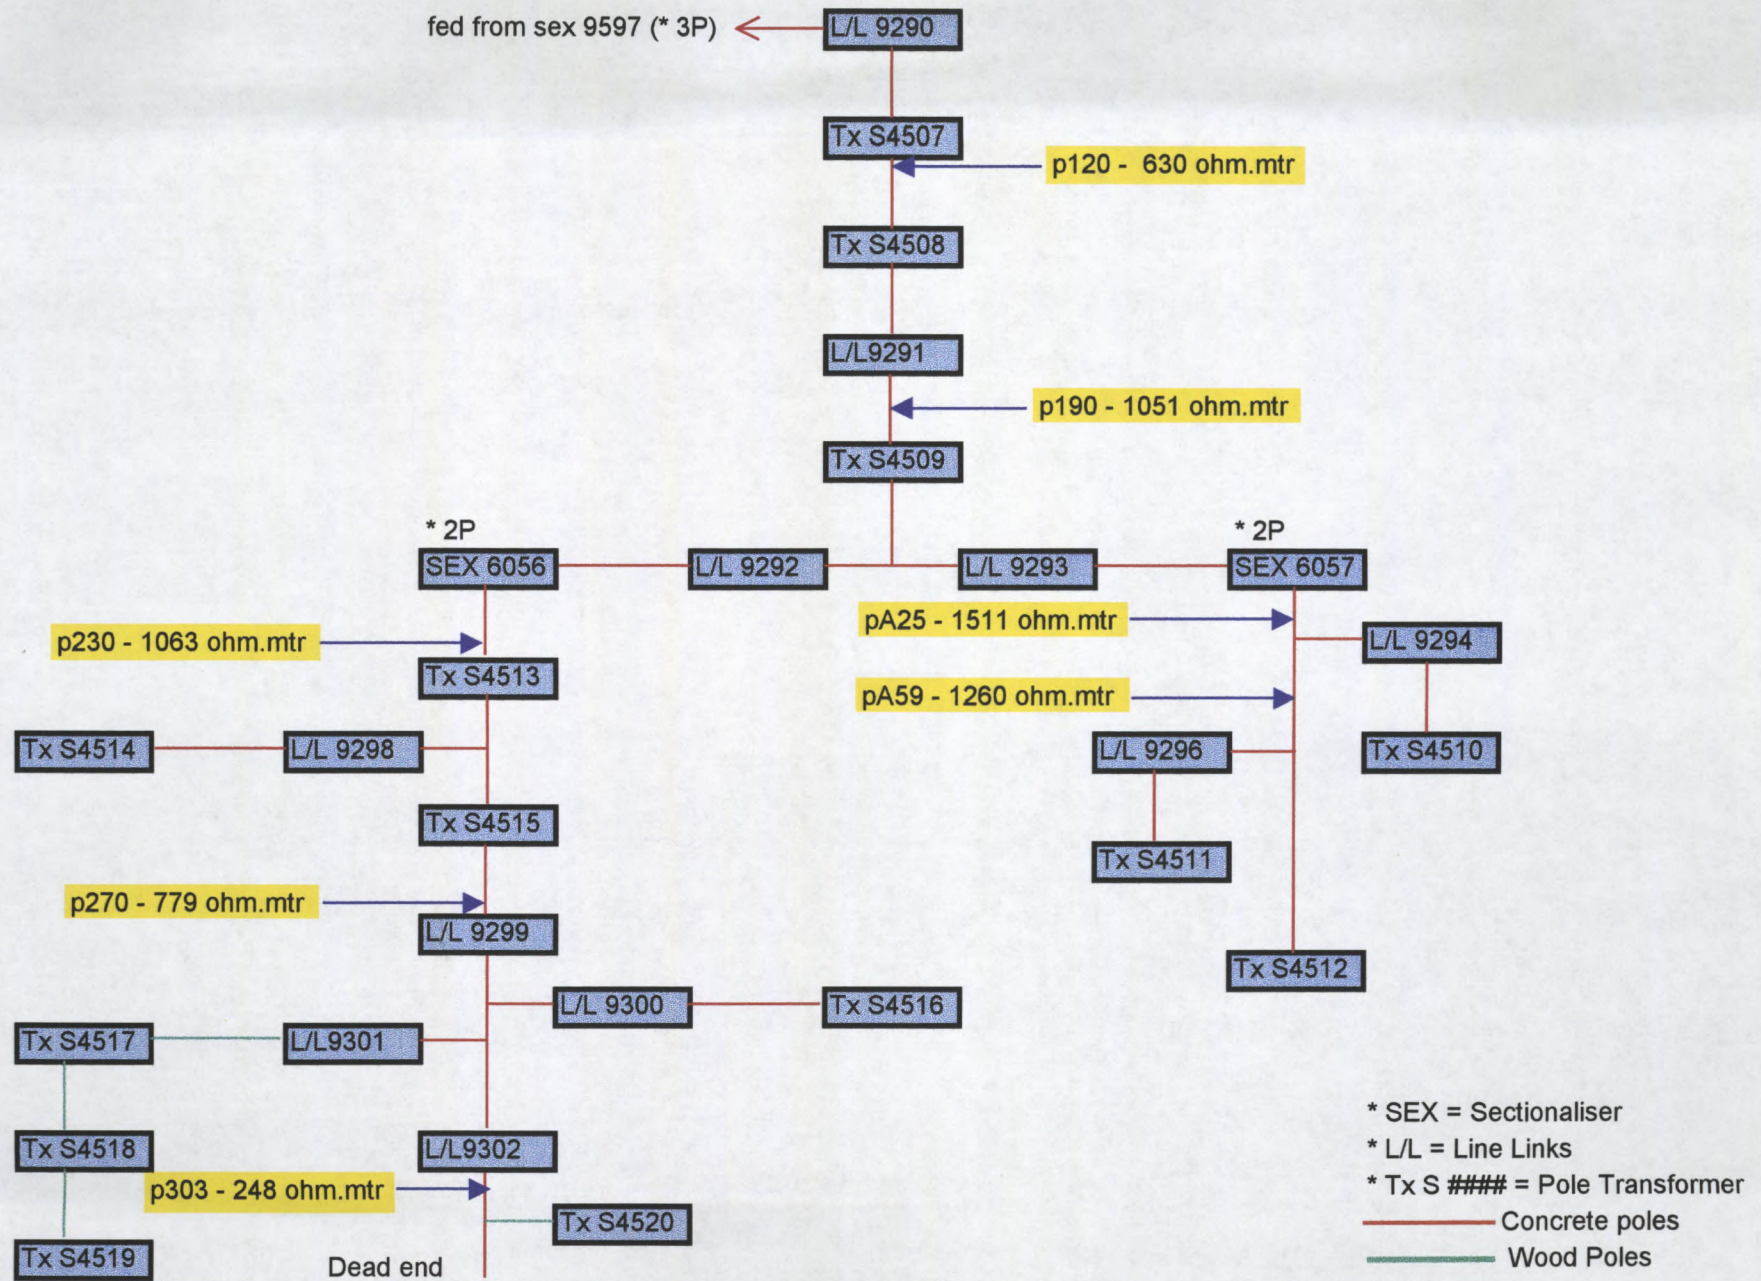 fed from sex 9597 (* 3P)
L/L 9290
Tx S4507
p120 - 630 ohm.mtr
Tx S4508
L/L9291
p190 - 1051 ohm.mtr
Tx S4509
* 2P
* 2P
SEX 6056
L/L 9292
L/L 9293
SEX 6057
pA25 - 1511 ohm.mtr
p230 - 1063 ohm.mtr
L/L 9294
Tx S4513
pA59 - 1260 ohm.mtr
Tx S4514
L/L 9298
L/L 9296
Tx S4510
Tx S4515
Tx S4511
p270 - 779 ohm.mtr
L/L 9299
Tx S4512
L/L 9300
Tx S4516
Tx S4517
L/L9301
* SEX = Sectionaliser
Tx S4518
L/L9302
* L/L = Line Links
p303 - 248 ohm.mtr
* Tx S #### = Pole Transformer
Tx S4520
Concrete poles
Tx S4519
Dead end
Wood Poles